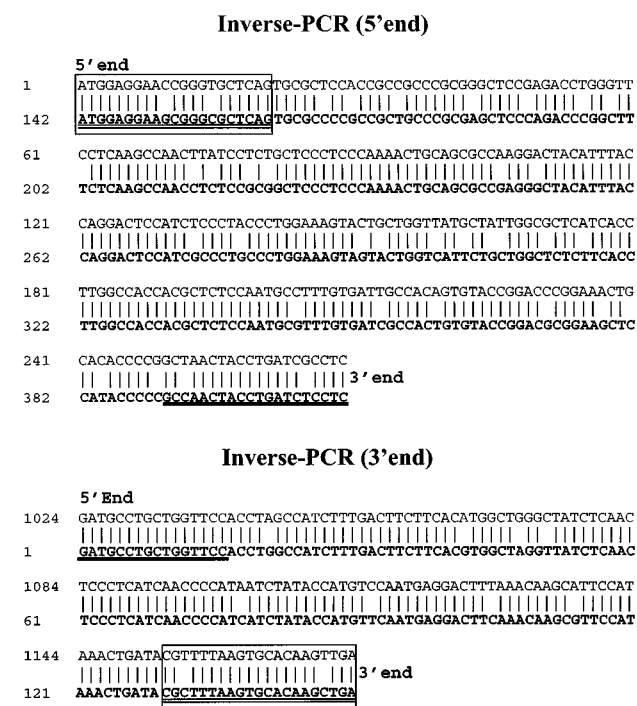 Inverse-PCR (5'end)
5'end
1 ATGGAGGAACCGGGTGCTCAGTGCGCTCCACCGCCGCCCGCGGGCTCCGAGACCTGGGTT
142 ATGGAGGAAGCGGGCGCTCAGTGCGCCCCGCCGCTGCCCGCGAGCTCCCAGACCCGGCTT
61 CCTCAAGCCAACTTATCCTCTGCTCCCTCCCAAAACTGCAGCGCCAAGGACTACATTTAC
202 TCTCAAGCCAACCTCTCCGCGGCTCCCTCCCAAAACTGCAGCGCCGAGGGCTACATTTAC
121 CAGGACTCCATCTCCCTACCCTGGAAAGTACTGCTGGTTATGCTATTGGCGCTCATCACC
262 CAGGACTCCATCGCCCTGCCCTGGAAAGTAGTACTGGTCATTCTGCTGGCTCTCTTCACC
181 TTGGCCACCACGCTCTCCAATGCCTTTGTGATTGCCACAGTGTACCGGACCCGGAAACTG
322 TTGGCCACCACGCTCTCCAATGCGTTTGTGATCGCCACTGTGTACCGGACGCGGAAGCTC
241 CACACCCCGGCTAACTACCTGATCGCCTC
3'end
382 CATACCCCCGCCAACTACCTGATCTCCTC
Inverse-PCR (3'end)
5'End
1024 GATGCCTGCTGGTTCCACCTAGCCATCTTTGACTTCTTCACATGGCTGGGCTATCTCAAC
1 GATGCCTGCTGGTTCCACCTGGCCATCTTTGACTTCTTCACGTGGCTAGGTTATCTCAAC
1084 TCCCTCATCAACCCCATAATCTATACCATGTCCAATGAGGACTTTAAACAAGCATTCCAT
61 TCCCTCATCAACCCCATCATCTATACCATGTTCAATGAGGACTTCAAACAAGCGTTCCAT
1144 AAACTGATACGTTTTAAGTGCACAAGTTGA
3'end
121 AAACTGATACGCTTTAAGTGCACAAGCTGA